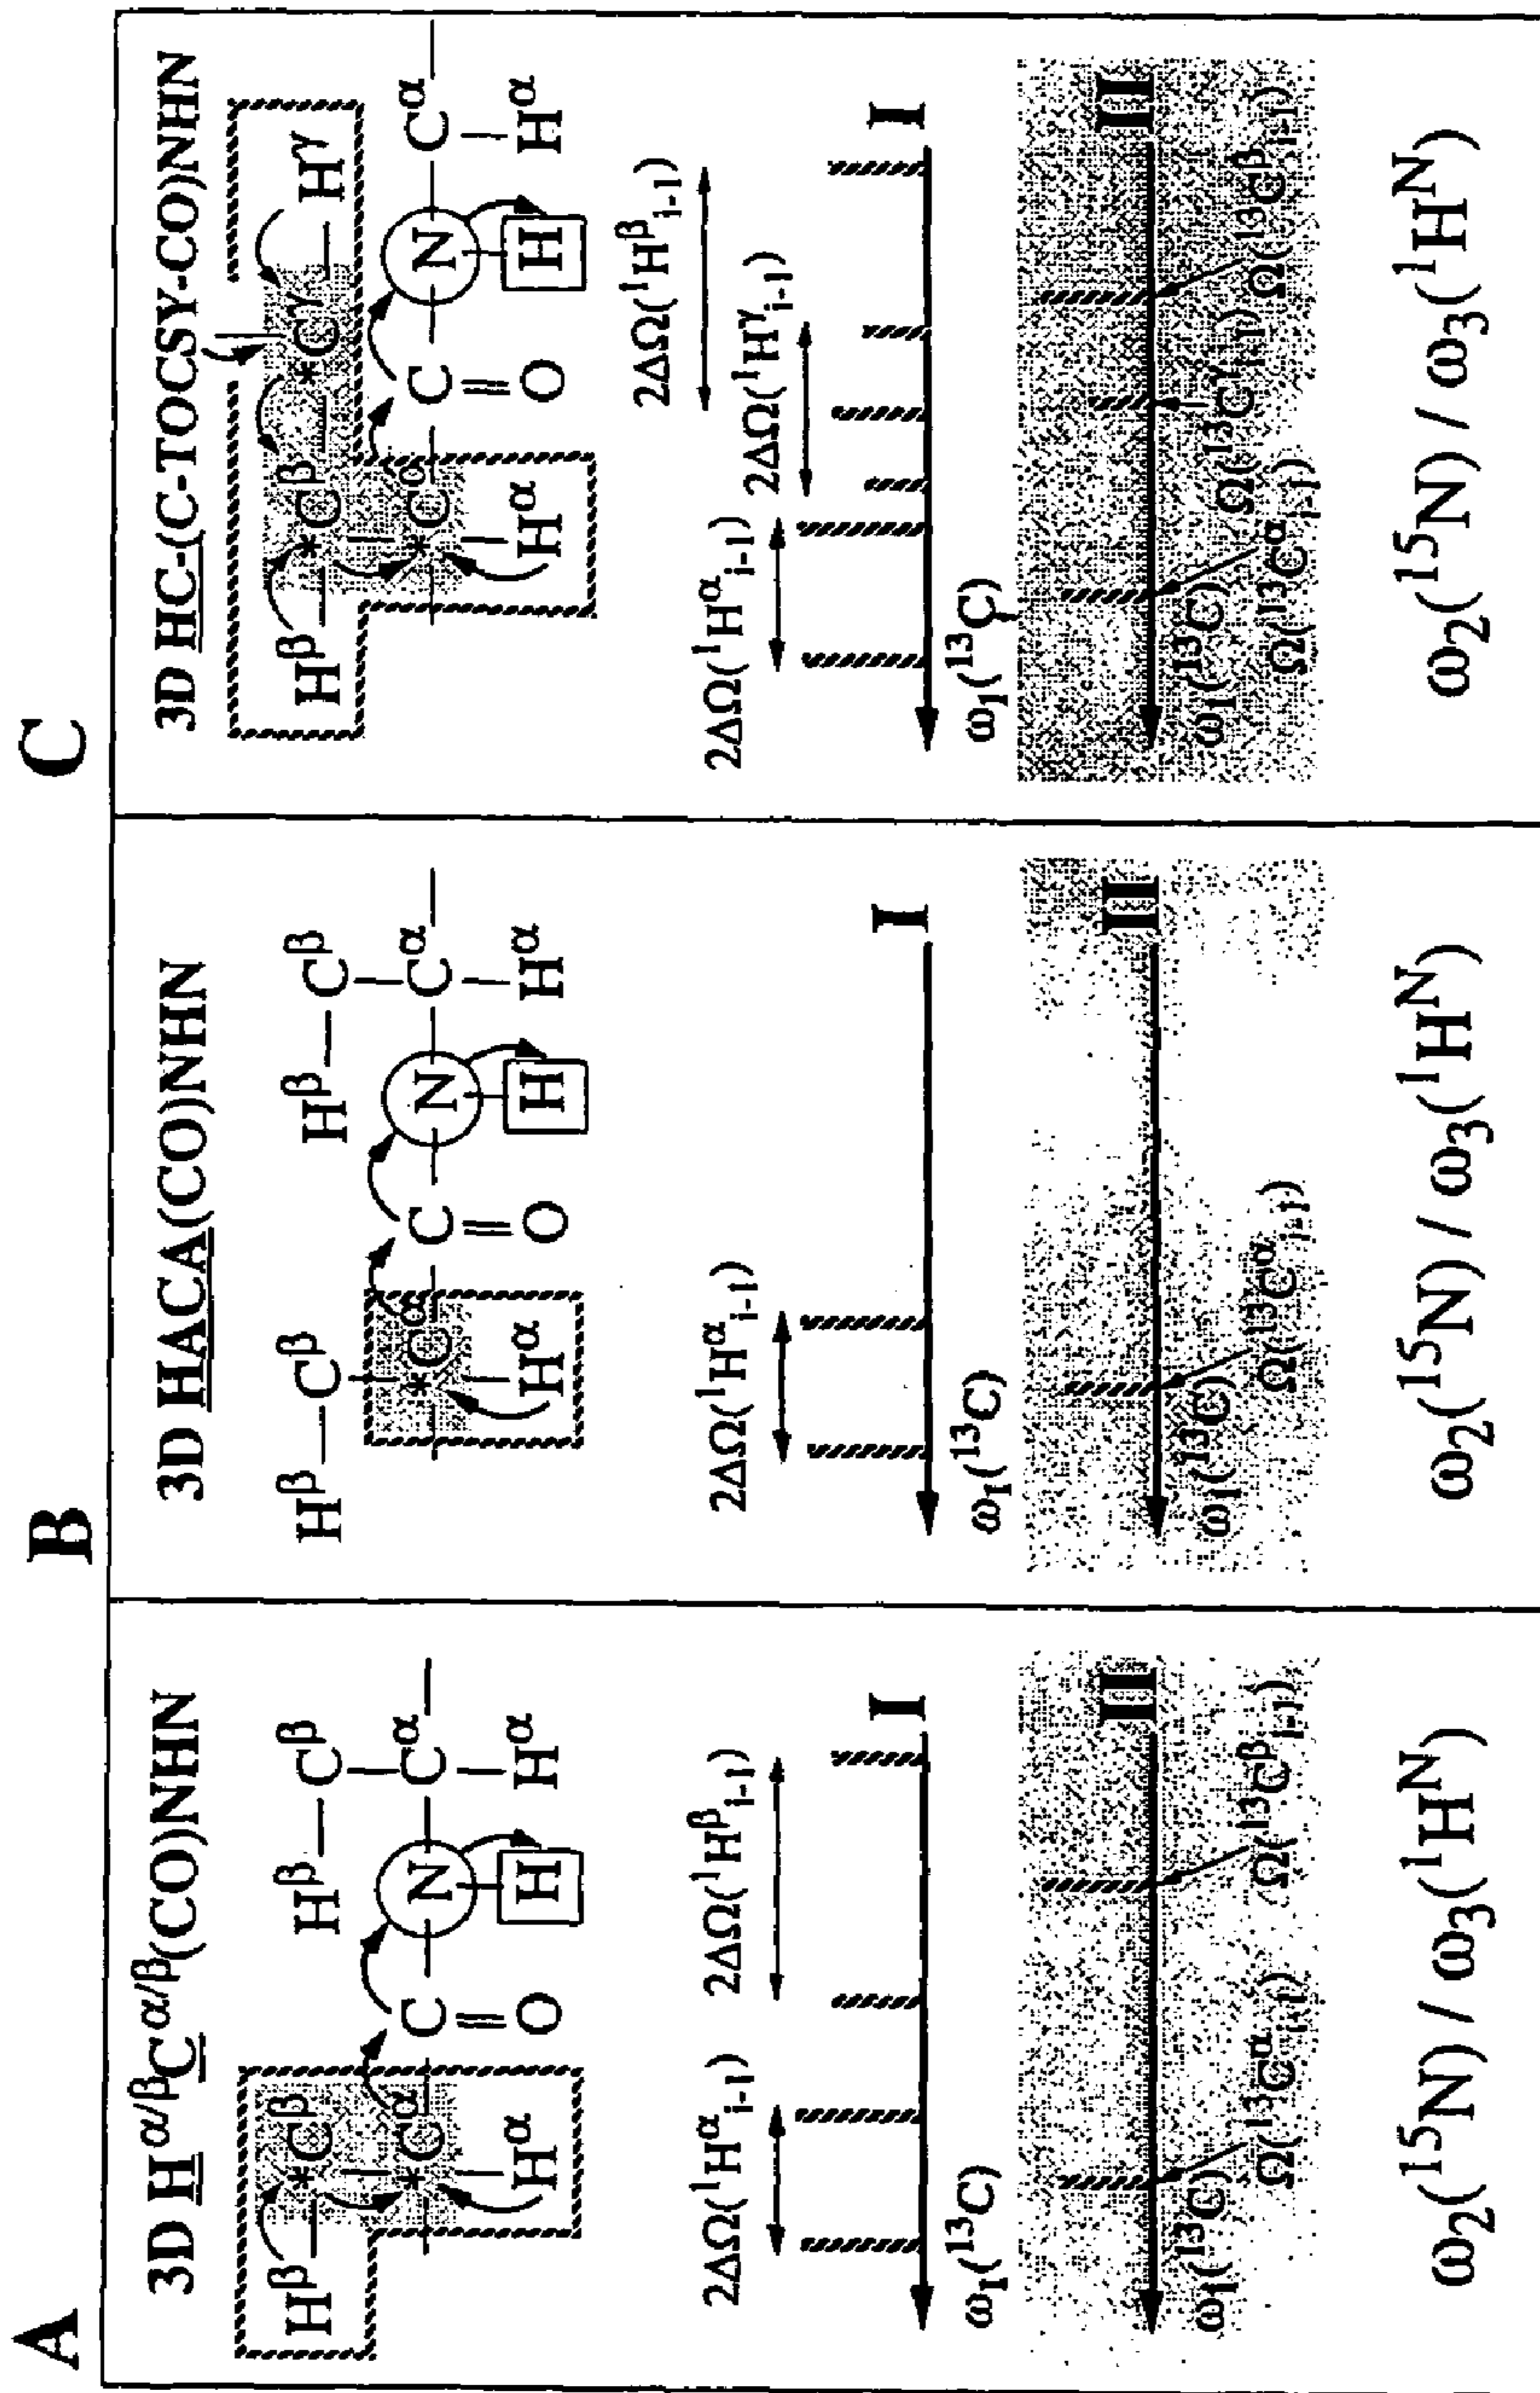 A
3D H^α/β C^α/β(CO)NHN
H^β — *C^β
H^β — C^β
*C^α — C — N — C^α
H^α O H H^α
2ΔΩ(¹H^α_i-1) 2ΔΩ(¹H^β_i-1)
I
ω₁(¹³C)
II
ω₁(¹³C)
Ω(¹³C^α_i-1) Ω(¹³C^β_i-1)
ω₂(¹⁵N) / ω₃(¹H^N)
B
3D HACA(CO)NHN
H^β — C^β
H^β — C^β
*C^α — C — N — C^α
H^α O H H^α
2ΔΩ(¹H^α_i-1)
I
ω₁(¹³C)
II
ω₁(¹³C)
Ω(¹³C^α_i-1)
ω₂(¹⁵N) / ω₃(¹H^N)
C
3D HC-(C-TOCSY-CO)NHN
H^β — *C^β — *C^γ — H^γ
*C^α — C — N — C^α
H^α O H H^α
2ΔΩ(¹H^β_i-1)
2ΔΩ(¹H^γ_i-1)
2ΔΩ(¹H^α_i-1)
I
ω₁(¹³C)
II
ω₁(¹³C)
Ω(¹³C^α_i-1) Ω(¹³C^γ_i-1) Ω(¹³C^β_i-1)
ω₂(¹⁵N) / ω₃(¹H^N)